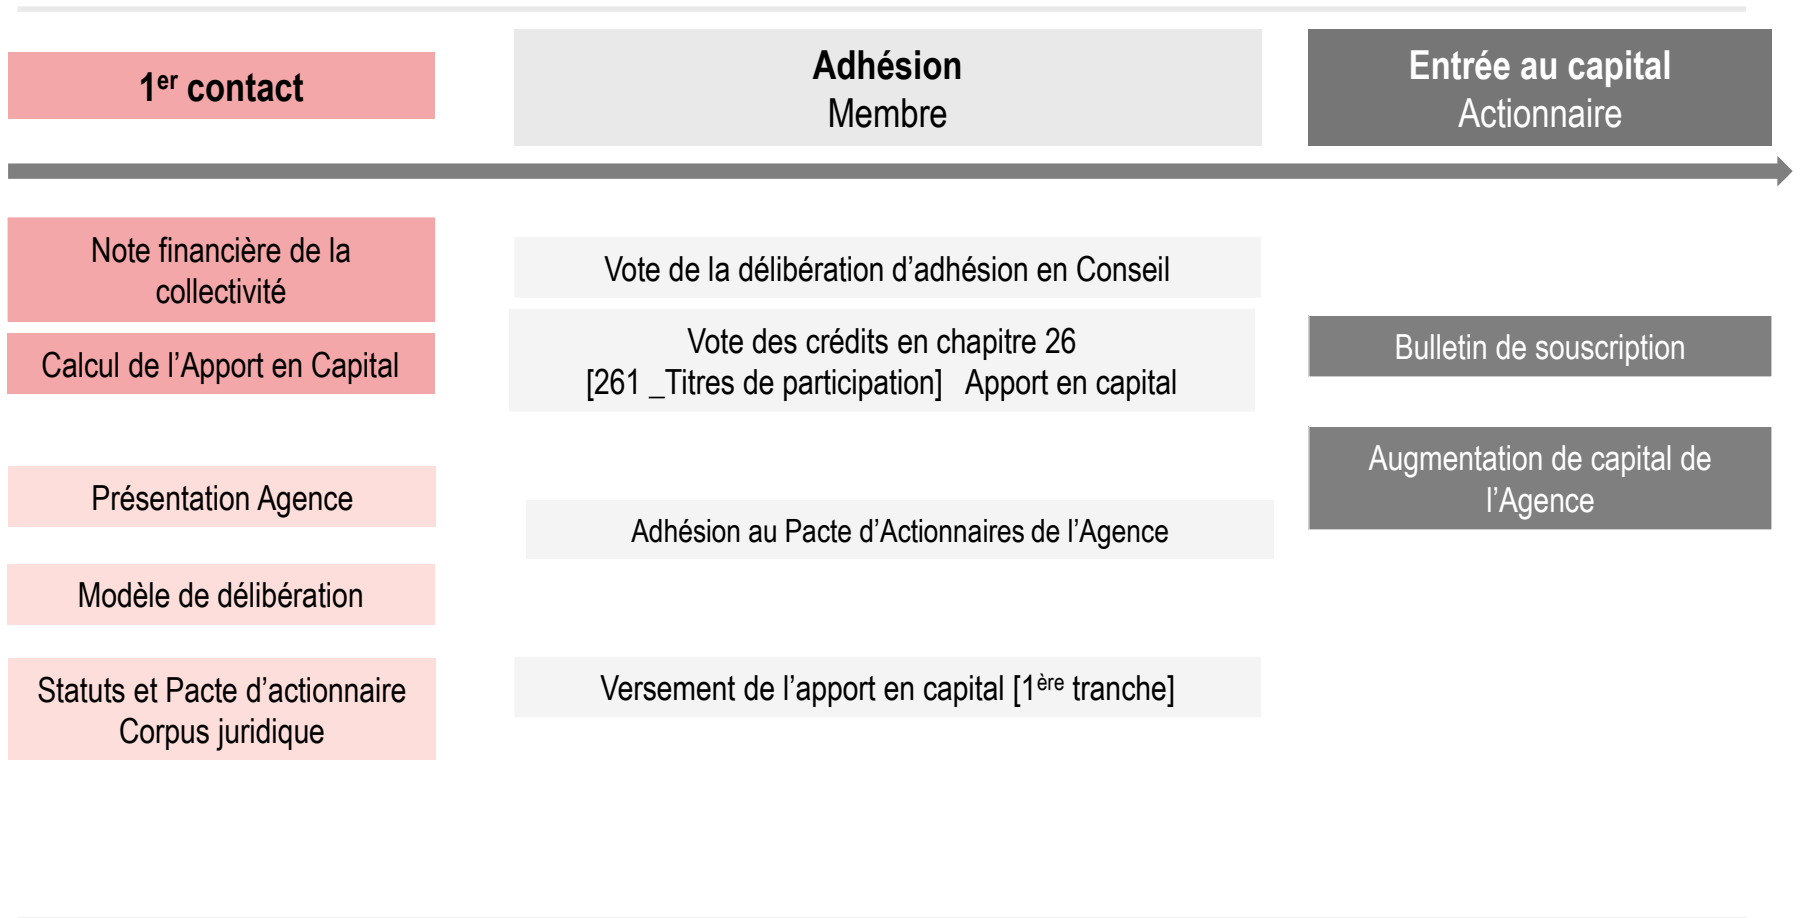 1er contact
Adhésion
Membre
Entrée au capital
Actionnaire
Note financière de la
collectivité
Calcul de l'Apport en Capital
Présentation Agence
Modèle de délibération
Statuts et Pacte d'actionnaire
Corpus juridique
Vote de la délibération d'adhésion en Conseil
Vote des crédits en chapitre 26
[261 _Titres de participation] Apport en capital
Adhésion au Pacte d'Actionnaires de l'Agence
Versement de l'apport en capital [1ère tranche]
Bulletin de souscription
Augmentation de capital de
l'Agence